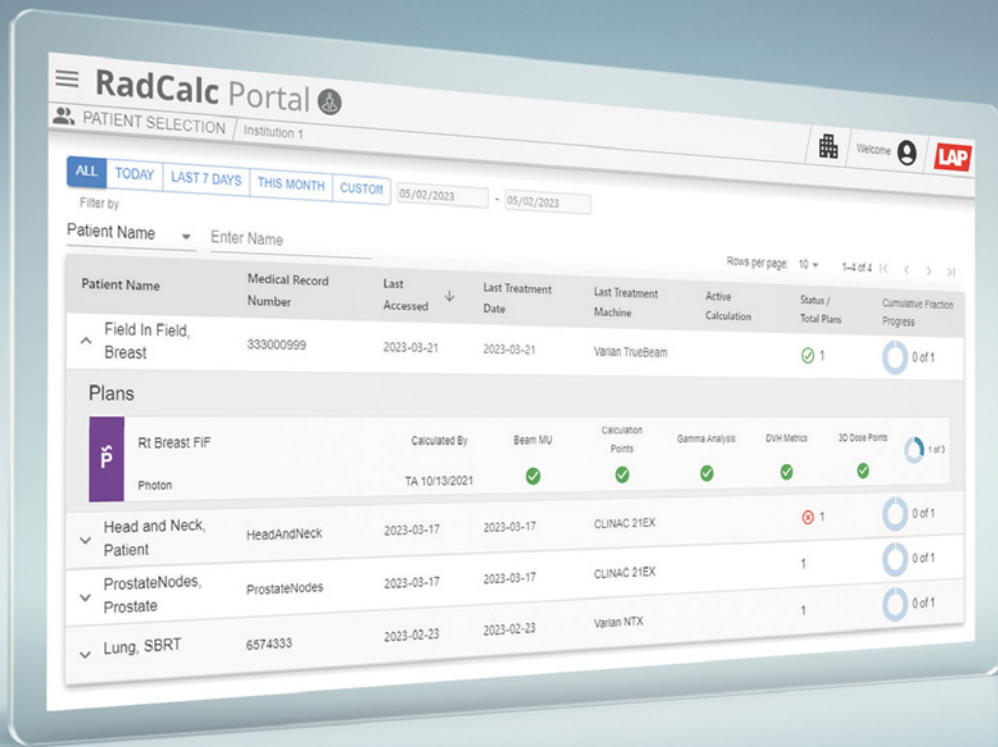 RadCalc Portal
PATIENT SELECTION / Institution 1
Welcome
LAP
ALL TODAY LAST 7 DAYS THIS MONTH CUSTOM 05/02/2023 - 05/02/2023
Filter by
Patient Name Enter Name
Rows per page: 10 1–4 of 4
Patient Name Medical Record Last Last Treatment Last Treatment Active Status / Cumulative Fraction
Number Accessed Date Machine Calculation Total Plans Progress
Field In Field, 333000999 2023-03-21 2023-03-21 Varian TrueBeam 1 0 of 1
Breast
Plans
Rt Breast FiF Calculated By Beam MU Calculation Gamma Analysis DVH Metrics 3D Dose Points 1 of 3
Points
Photon TA 10/13/2021
Head and Neck, HeadAndNeck 2023-03-17 2023-03-17 CLINAC 21EX 1 0 of 1
Patient
ProstateNodes, ProstateNodes 2023-03-17 2023-03-17 CLINAC 21EX 1 0 of 1
Prostate
Lung, SBRT 6574333 2023-02-23 2023-02-23 Varian NTX 1 0 of 1